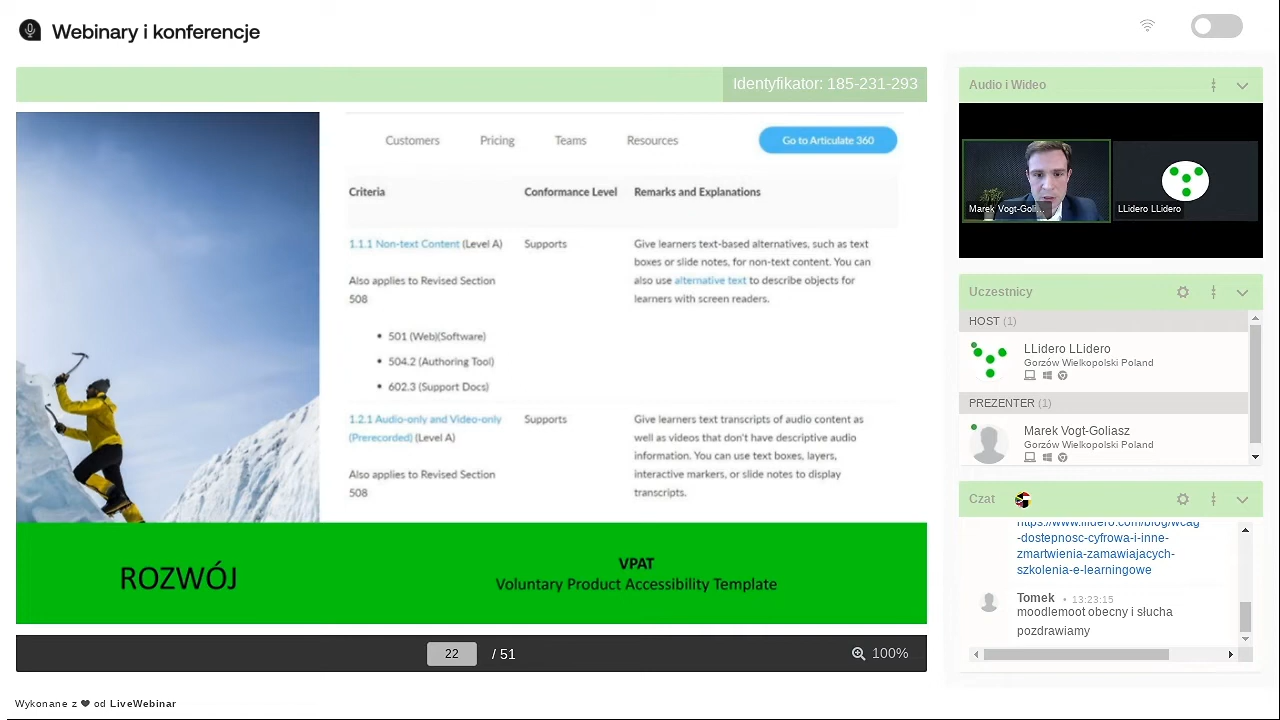 Webinary i konferencje
Identyfikator: 185-231-293
Customers Pricing Teams Resources Go to Articulate 360
Criteria Conformance Level Remarks and Explanations
1.1.1 Non-text Content (Level A) Supports Give learners text-based alternatives, such as text
boxes or slide notes, for non-text content. You can
Also applies to Revised Section also use alternative text to describe objects for
508 learners with screen readers.
• 501 (Web)(Software)
• 504.2 (Authoring Tool)
• 602.3 (Support Docs)
1.2.1 Audio-only and Video-only Supports Give learners text transcripts of audio content as
(Prerecorded) (Level A) well as videos that don't have descriptive audio
information. You can use text boxes, layers,
Also applies to Revised Section interactive markers, or slide notes to display
508 transcripts.
ROZWÓJ
VPAT
Voluntary Product Accessibility Template
22 / 51 100%
Wykonane z od LiveWebinar
Audio i Wideo
Marek Vogt-Goli... LLidero LLidero
Uczestnicy
HOST (1)
LLidero LLidero
Gorzów Wielkopolski Poland
PREZENTER (1)
Marek Vogt-Goliasz
Gorzów Wielkopolski Poland
Czat
https://www.llidero.com/blog/wcag
-dostepnosc-cyfrowa-i-inne-
zmartwienia-zamawiajacych-
szkolenia-e-learningowe
Tomek • 13:23:15
moodlemoot obecny i słucha
pozdrawiamy